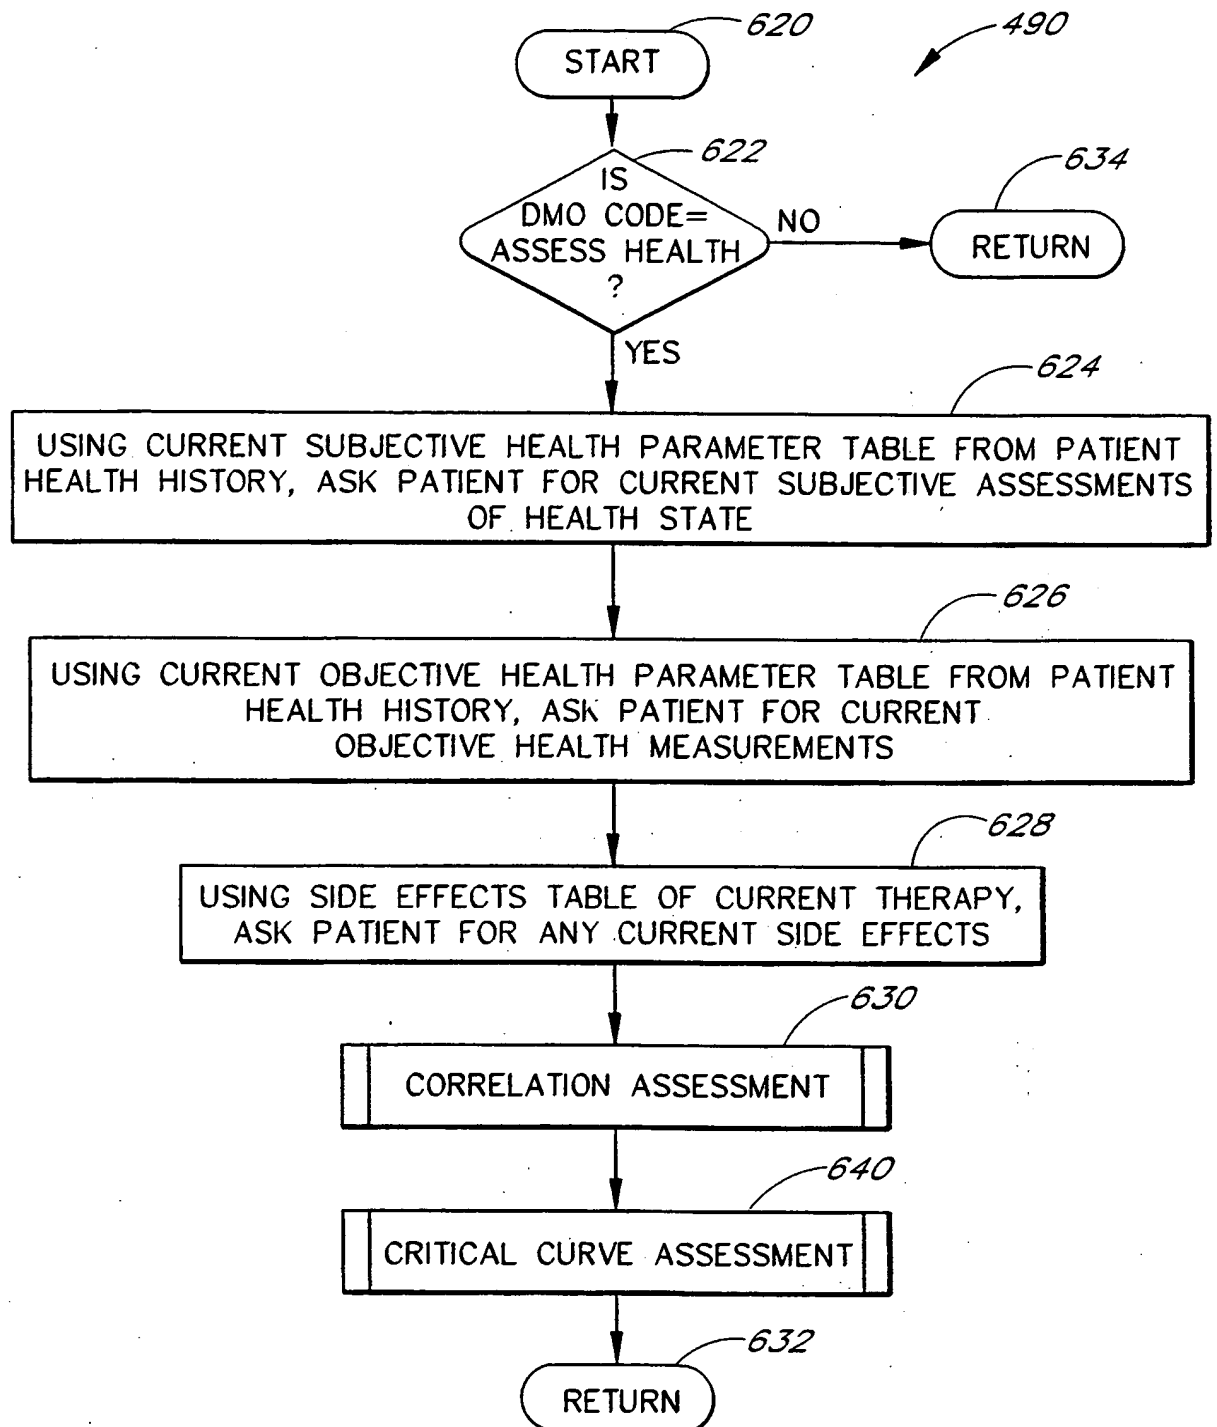 620
490
START
622
634
IS
DMO CODE=
ASSESS HEALTH
?
NO
RETURN
YES
624
USING CURRENT SUBJECTIVE HEALTH PARAMETER TABLE FROM PATIENT
HEALTH HISTORY, ASK PATIENT FOR CURRENT SUBJECTIVE ASSESSMENTS
OF HEALTH STATE
626
USING CURRENT OBJECTIVE HEALTH PARAMETER TABLE FROM PATIENT
HEALTH HISTORY, ASK PATIENT FOR CURRENT
OBJECTIVE HEALTH MEASUREMENTS
628
USING SIDE EFFECTS TABLE OF CURRENT THERAPY,
ASK PATIENT FOR ANY CURRENT SIDE EFFECTS
630
CORRELATION ASSESSMENT
640
CRITICAL CURVE ASSESSMENT
632
RETURN